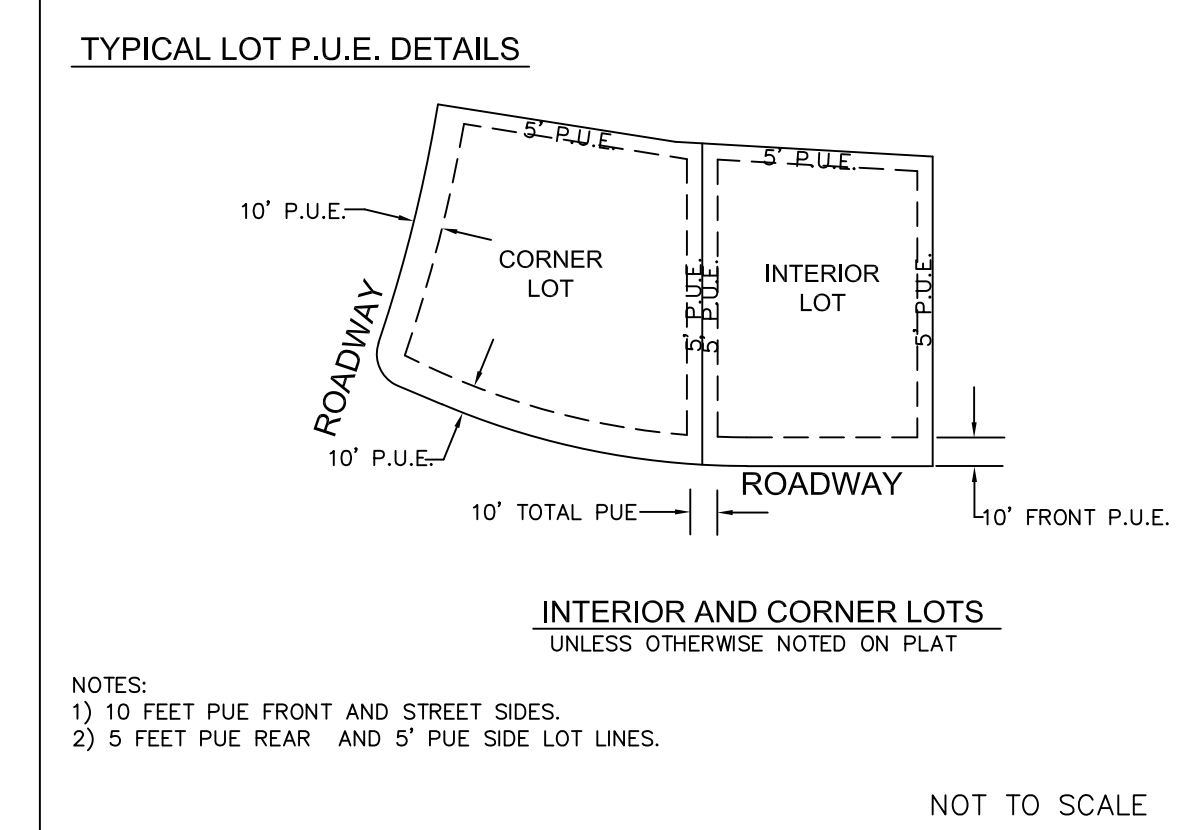 TYPICAL LOT P.U.E. DETAILS
5' P.U.E.
5' P.U.E.
10' P.U.E.
CORNER
LOT
INTERIOR
LOT
5' P.U.E.
5' P.U.E.
5' P.U.E.
ROADWAY
10' P.U.E.
ROADWAY
10' TOTAL PUE
10' FRONT P.U.E.
INTERIOR AND CORNER LOTS
UNLESS OTHERWISE NOTED ON PLAT
NOTES:
1) 10 FEET PUE FRONT AND STREET SIDES.
2) 5 FEET PUE REAR AND 5' PUE SIDE LOT LINES.
NOT TO SCALE